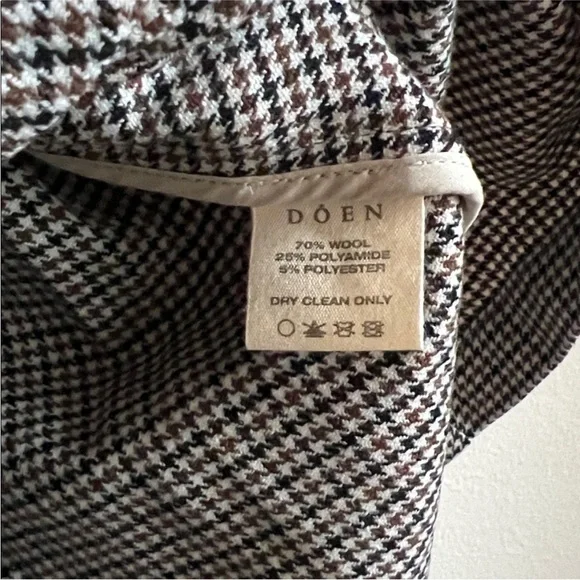 DÔEN
70% WOOL
25% POLYAMIDE
5% POLYESTER
DRY CLEAN ONLY